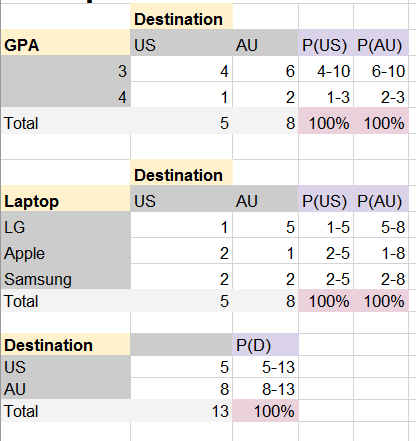 Destination
GPA US AU P(US) P(AU)
3 4 6 4-10 6-10
4 1 2 1-3 2-3
Total 5 8 100% 100%
Destination
Laptop US AU P(US) P(AU)
LG 1 5 1-5 5-8
Apple 2 1 2-5 1-8
Samsung 2 2 2-5 2-8
Total 5 8 100% 100%
Destination P(D)
US 5 5-13
AU 8 8-13
Total 13 100%